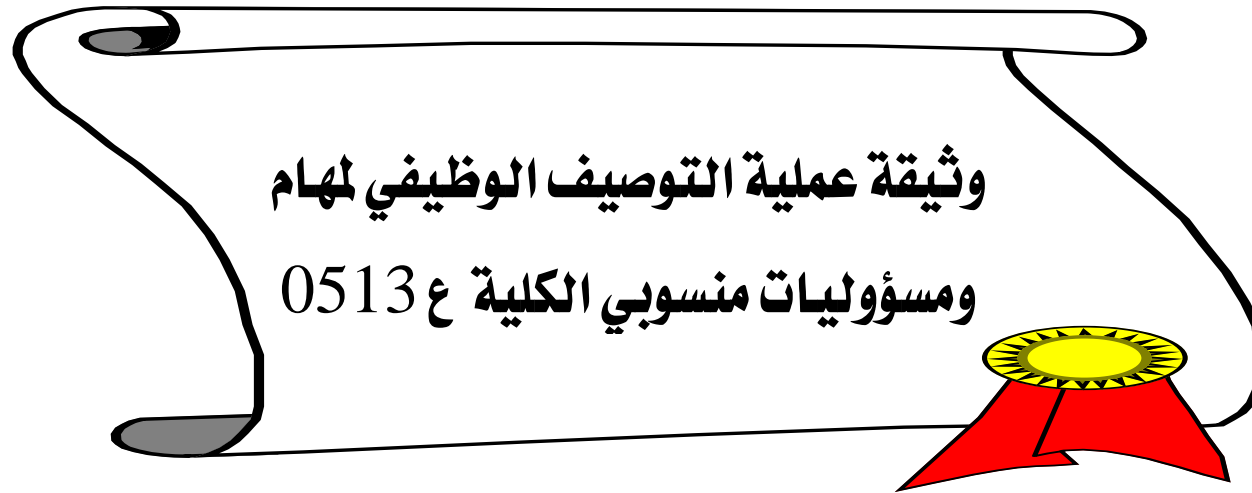 وثيقة عملية التوصيف الوظيفي لمهام
ومسؤوليات منسوبي الكلية ع 0513